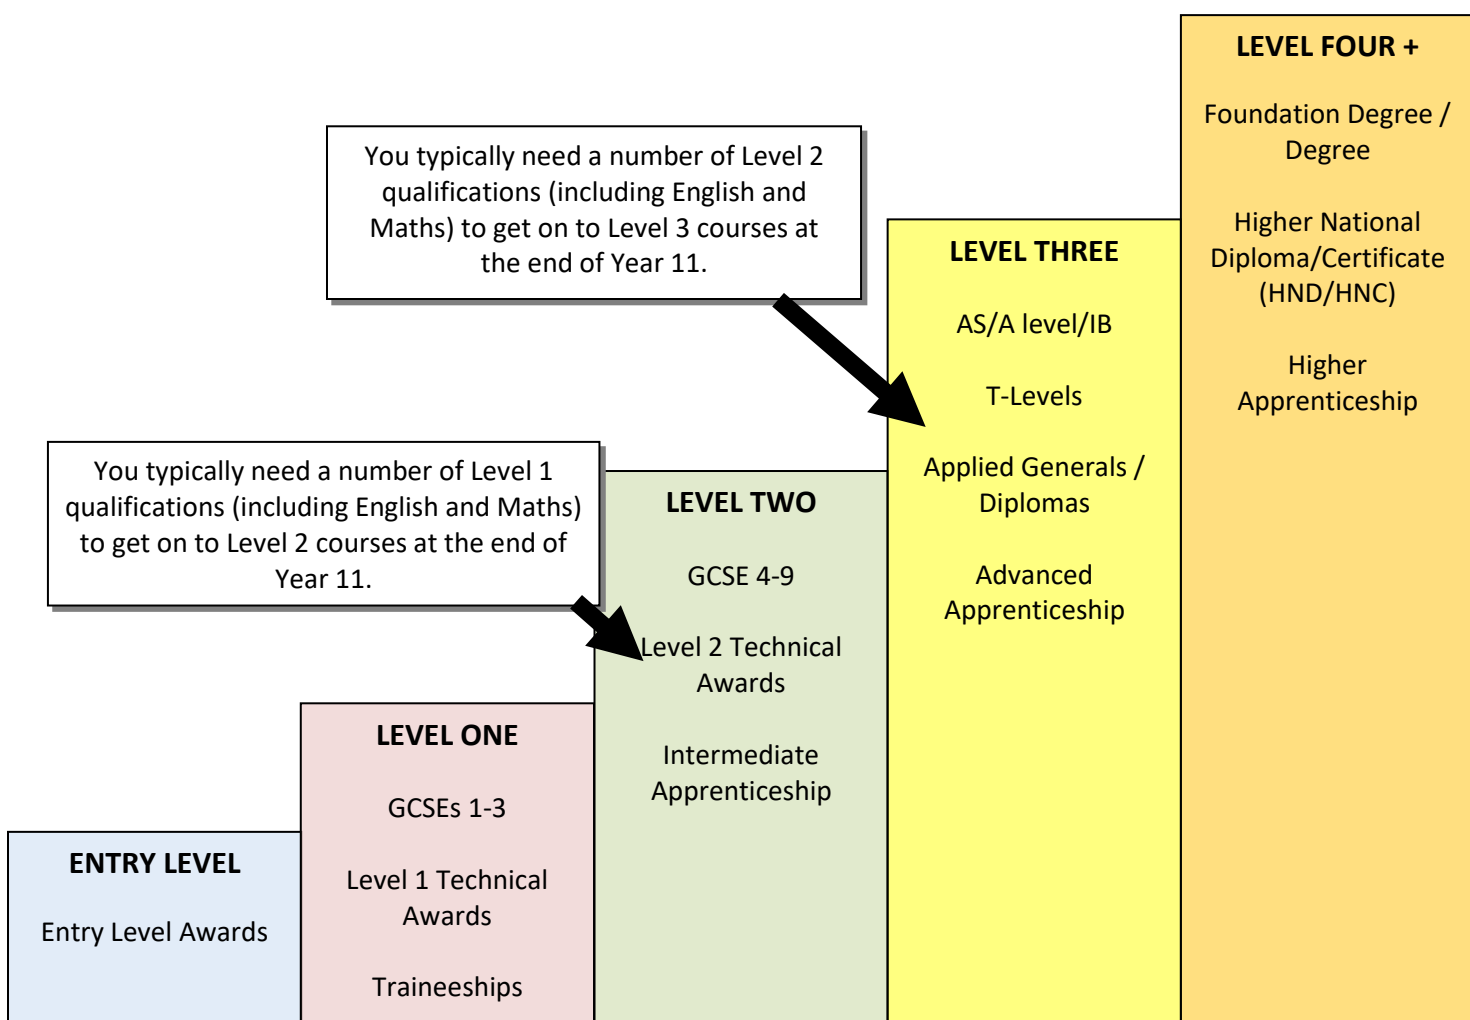 LEVEL FOUR +
Foundation Degree /
Degree
Higher National
Diploma/Certificate
(HND/HNC)
Higher
Apprenticeship
You typically need a number of Level 2
qualifications (including English and
Maths) to get on to Level 3 courses at
the end of Year 11.
LEVEL THREE
AS/A level/IB
T-Levels
Applied Generals /
Diplomas
Advanced
Apprenticeship
You typically need a number of Level 1
qualifications (including English and Maths)
to get on to Level 2 courses at the end of
Year 11.
LEVEL TWO
GCSE 4-9
Level 2 Technical
Awards
Intermediate
Apprenticeship
LEVEL ONE
GCSEs 1-3
Level 1 Technical
Awards
Traineeships
ENTRY LEVEL
Entry Level Awards